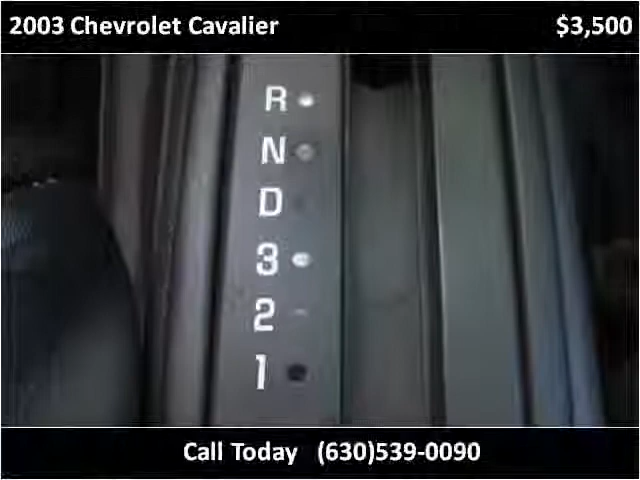 2003 Chevrolet Cavalier $3,500
R
N
D
3
2
1
Call Today (630)539-0090